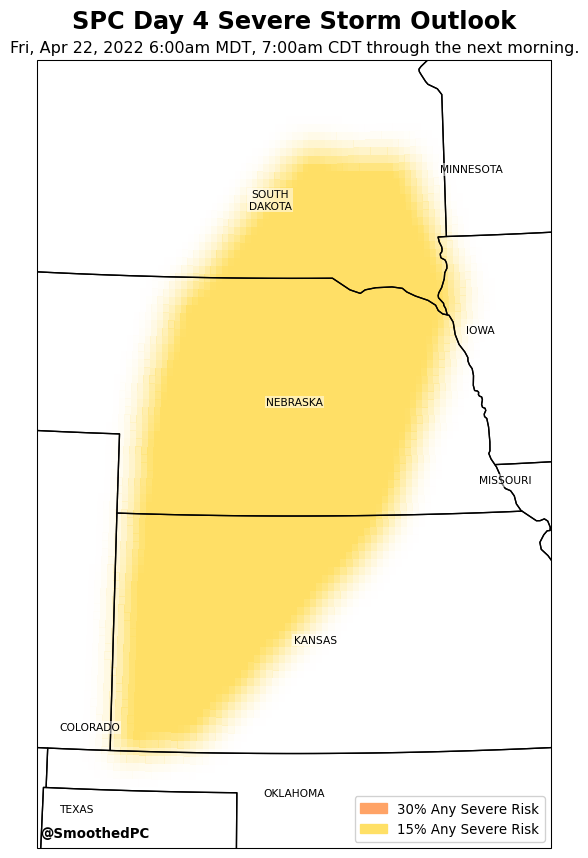 SPC Day 4 Severe Storm Outlook
Fri, Apr 22, 2022 6:00am MDT, 7:00am CDT through the next morning.
MINNESOTA
SOUTH
DAKOTA
IOWA
NEBRASKA
MISSOURI
KANSAS
COLORADO
OKLAHOMA
TEXAS
@SmoothedPC
30% Any Severe Risk
15% Any Severe Risk